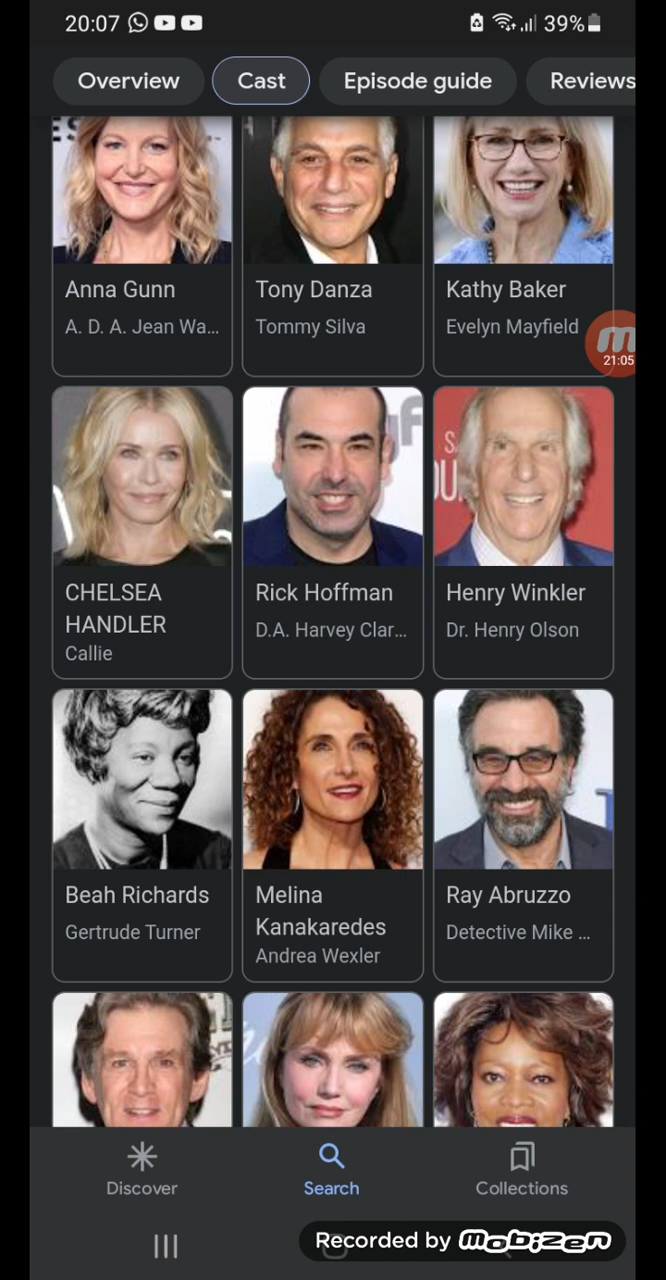 20:07 39%
Overview Cast Episode guide Reviews
Anna Gunn Tony Danza Kathy Baker
A. D. A. Jean Wa... Tommy Silva Evelyn Mayfield
m
21:05
CHELSEA Rick Hoffman Henry Winkler
HANDLER D.A. Harvey Clar... Dr. Henry Olson
Callie
Beah Richards Melina Ray Abruzzo
Gertrude Turner Kanakaredes Detective Mike ...
Andrea Wexler
Discover Search Collections
Recorded by mobizen